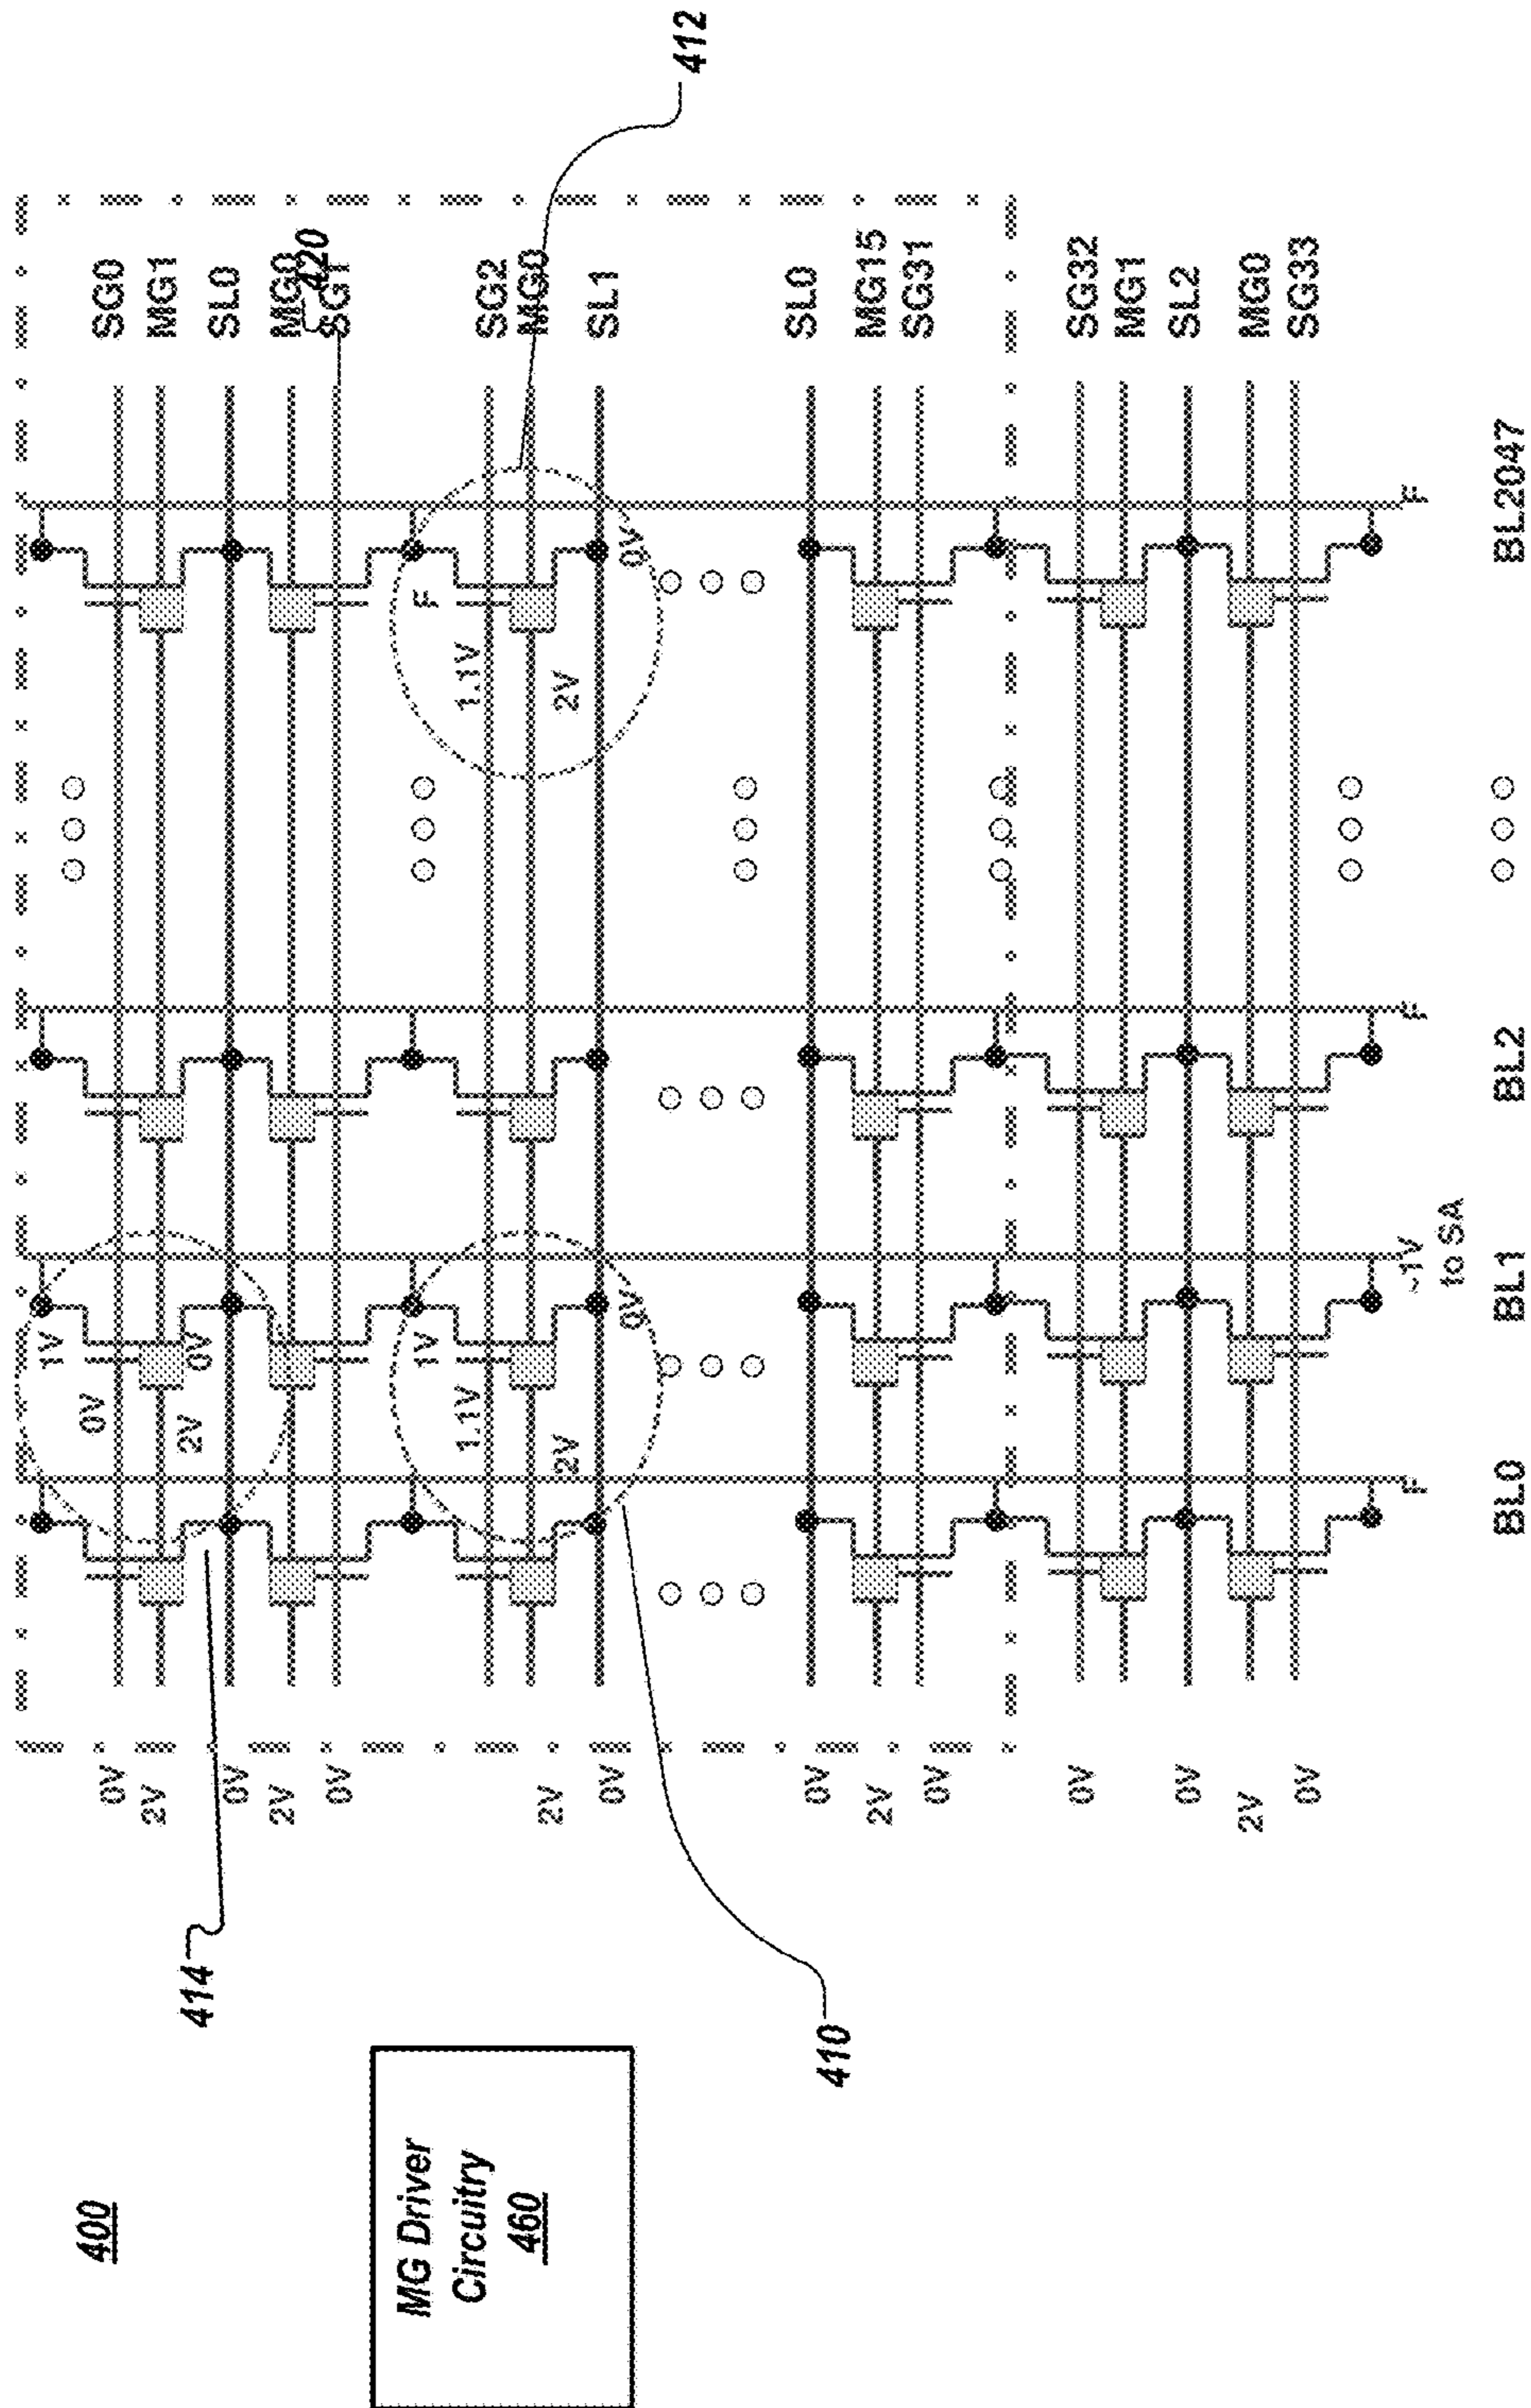 400
MG Driver
Circuitry
460
414
410
412
420
0V
2V
0V
2V
0V
2V
0V
0V
2V
0V
0V
0V
2V
0V
1V
0V
0V
2V
1V
1.1V
0V
2V
F
1.1V
0V
2V
SG0
MG1
SL0
MG0
SG1
SG2
MG0
SL1
SL0
MG15
SG31
SG32
MG1
SL2
MG0
SG33
F
~1V
to SA
F
F
BL0
BL1
BL2
BL2047